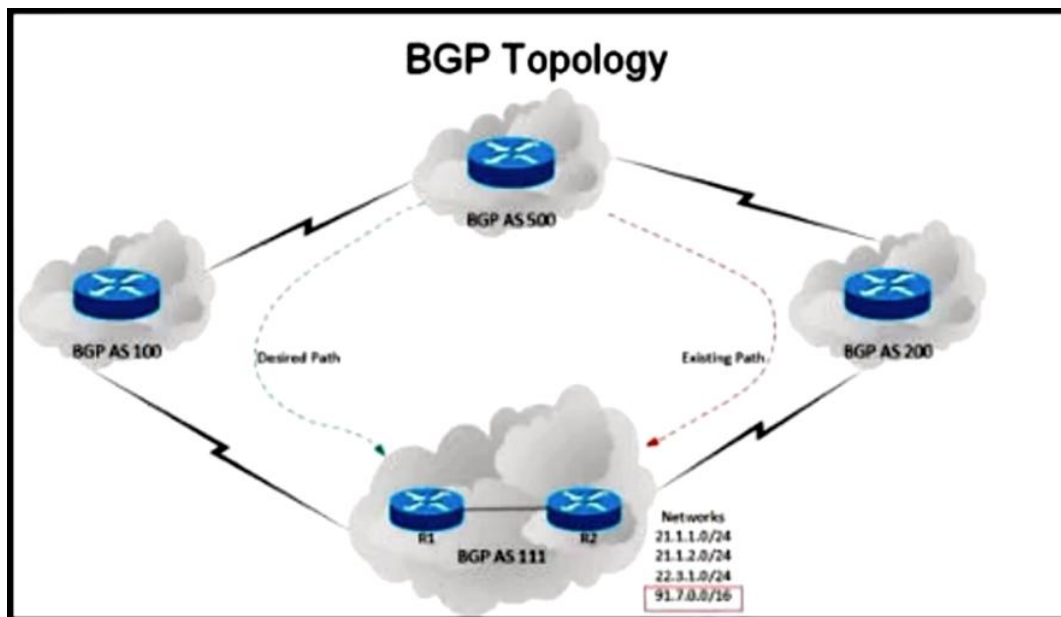 BGP Topology
BGP AS 500
BGP AS 100
BGP AS 200
Desired Path
Existing Path
R1
R2
BGP AS 111
Networks
21.1.1.0/24
21.1.2.0/24
22.3.1.0/24
91.7.0.0/16